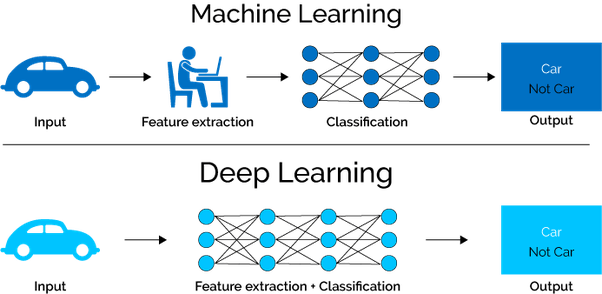 Machine Learning
Car
Not Car
Input
Feature extraction
Classification
Output
Deep Learning
Car
Not Car
Input
Feature extraction + Classification
Output